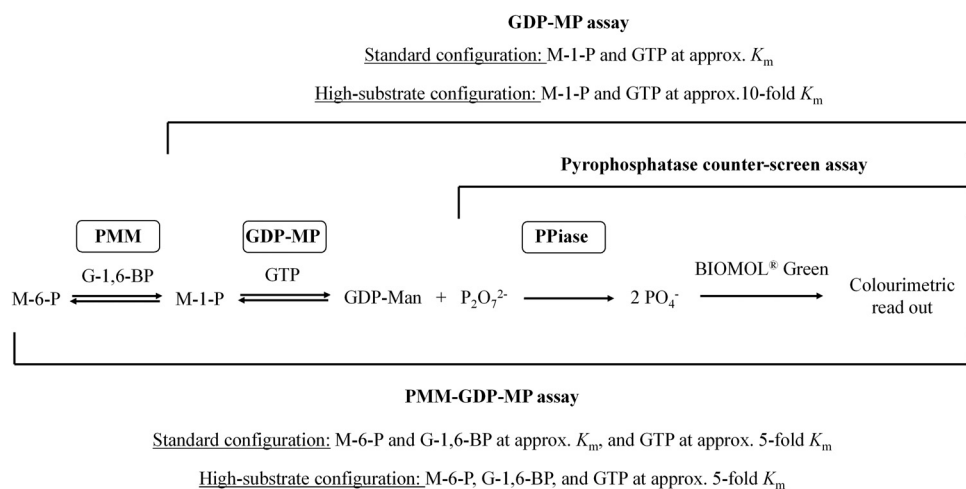 GDP-MP assay
Standard configuration: M-1-P and GTP at approx. Kₘ
High-substrate configuration: M-1-P and GTP at approx.10-fold Kₘ
Pyrophosphatase counter-screen assay
PMM
GDP-MP
PPiase
G-1,6-BP
GTP
BIOMOL® Green
M-6-P
M-1-P
GDP-Man + P₂O₇²⁻
2 PO₄⁻
Colourimetric
read out
PMM-GDP-MP assay
Standard configuration: M-6-P and G-1,6-BP at approx. Kₘ, and GTP at approx. 5-fold Kₘ
High-substrate configuration: M-6-P, G-1,6-BP, and GTP at approx. 5-fold Kₘ